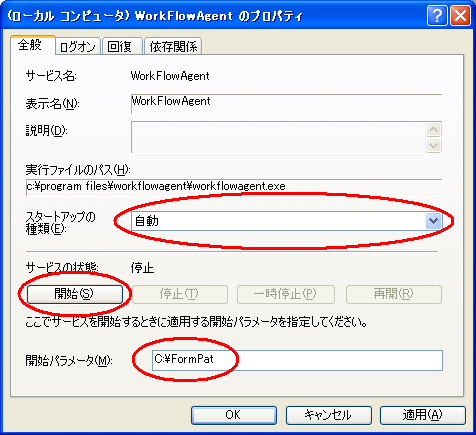 (ローカル コンピュータ) WorkFlowAgent のプロパティ
全般 ログオン 回復 依存関係
サービス名: WorkFlowAgent
表示名(N): WorkFlowAgent
説明(D):
実行ファイルのパス(H):
c:¥program files¥workflowagent¥workflowagent.exe
スタートアップの
種類(E): 自動
サービスの状態: 停止
開始(S) 停止(T) 一時停止(P) 再開(R)
ここでサービスを開始するときに適用する開始パラメータを指定してください。
開始パラメータ(M): C:¥FormPat
OK キャンセル 適用(A)